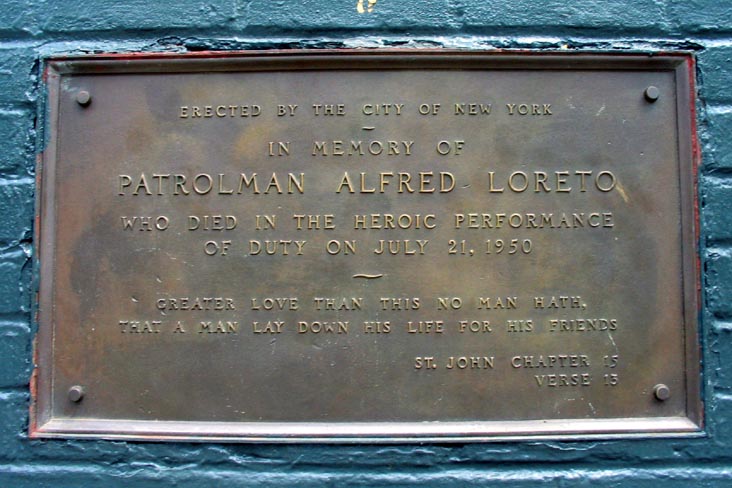 ERECTED BY THE CITY OF NEW YORK
IN MEMORY OF
PATROLMAN ALFRED LORETO
WHO DIED IN THE HEROIC PERFORMANCE
OF DUTY ON JULY 21, 1950
GREATER LOVE THAN THIS NO MAN HATH,
THAT A MAN LAY DOWN HIS LIFE FOR HIS FRIENDS
ST. JOHN CHAPTER 15
VERSE 13